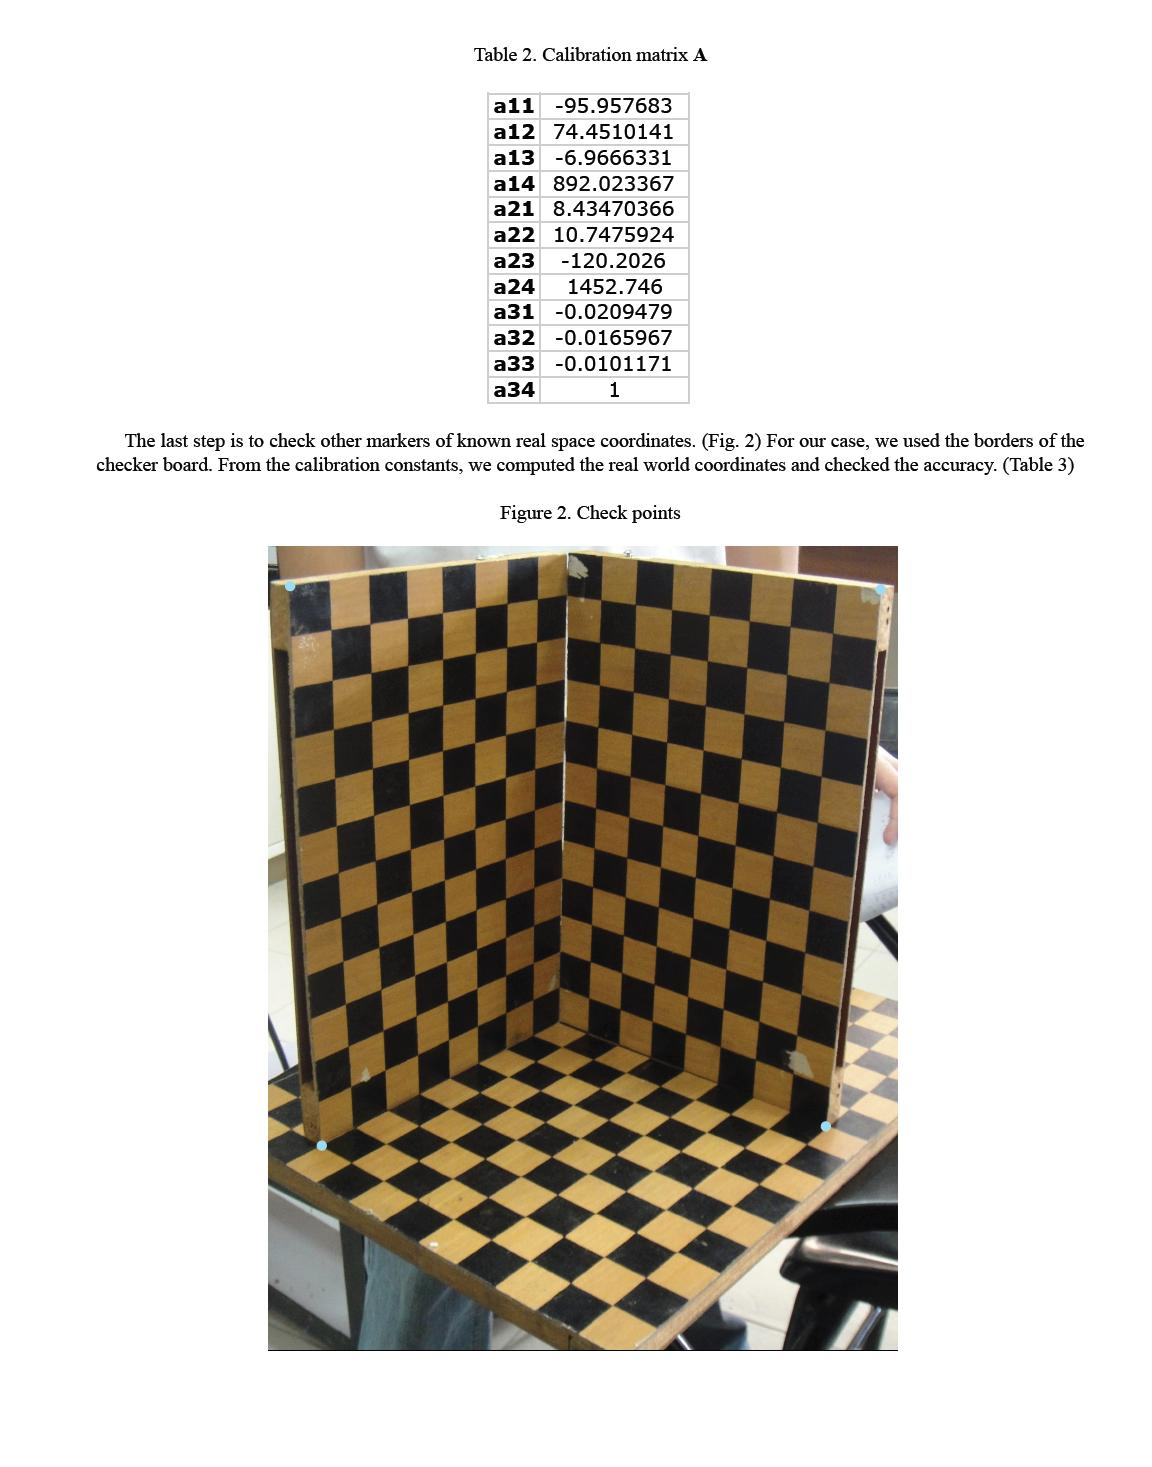 Table 2. Calibration matrix A
a11 -95.957683
a12 74.4510141
a13 -6.9666331
a14 892.023367
a21 8.43470366
a22 10.7475924
a23 -120.2026
a24 1452.746
a31 -0.0209479
a32 -0.0165967
a33 -0.0101171
a34 1
The last step is to check other markers of known real space coordinates. (Fig. 2) For our case, we used the borders of the
checker board. From the calibration constants, we computed the real world coordinates and checked the accuracy. (Table 3)
Figure 2. Check points